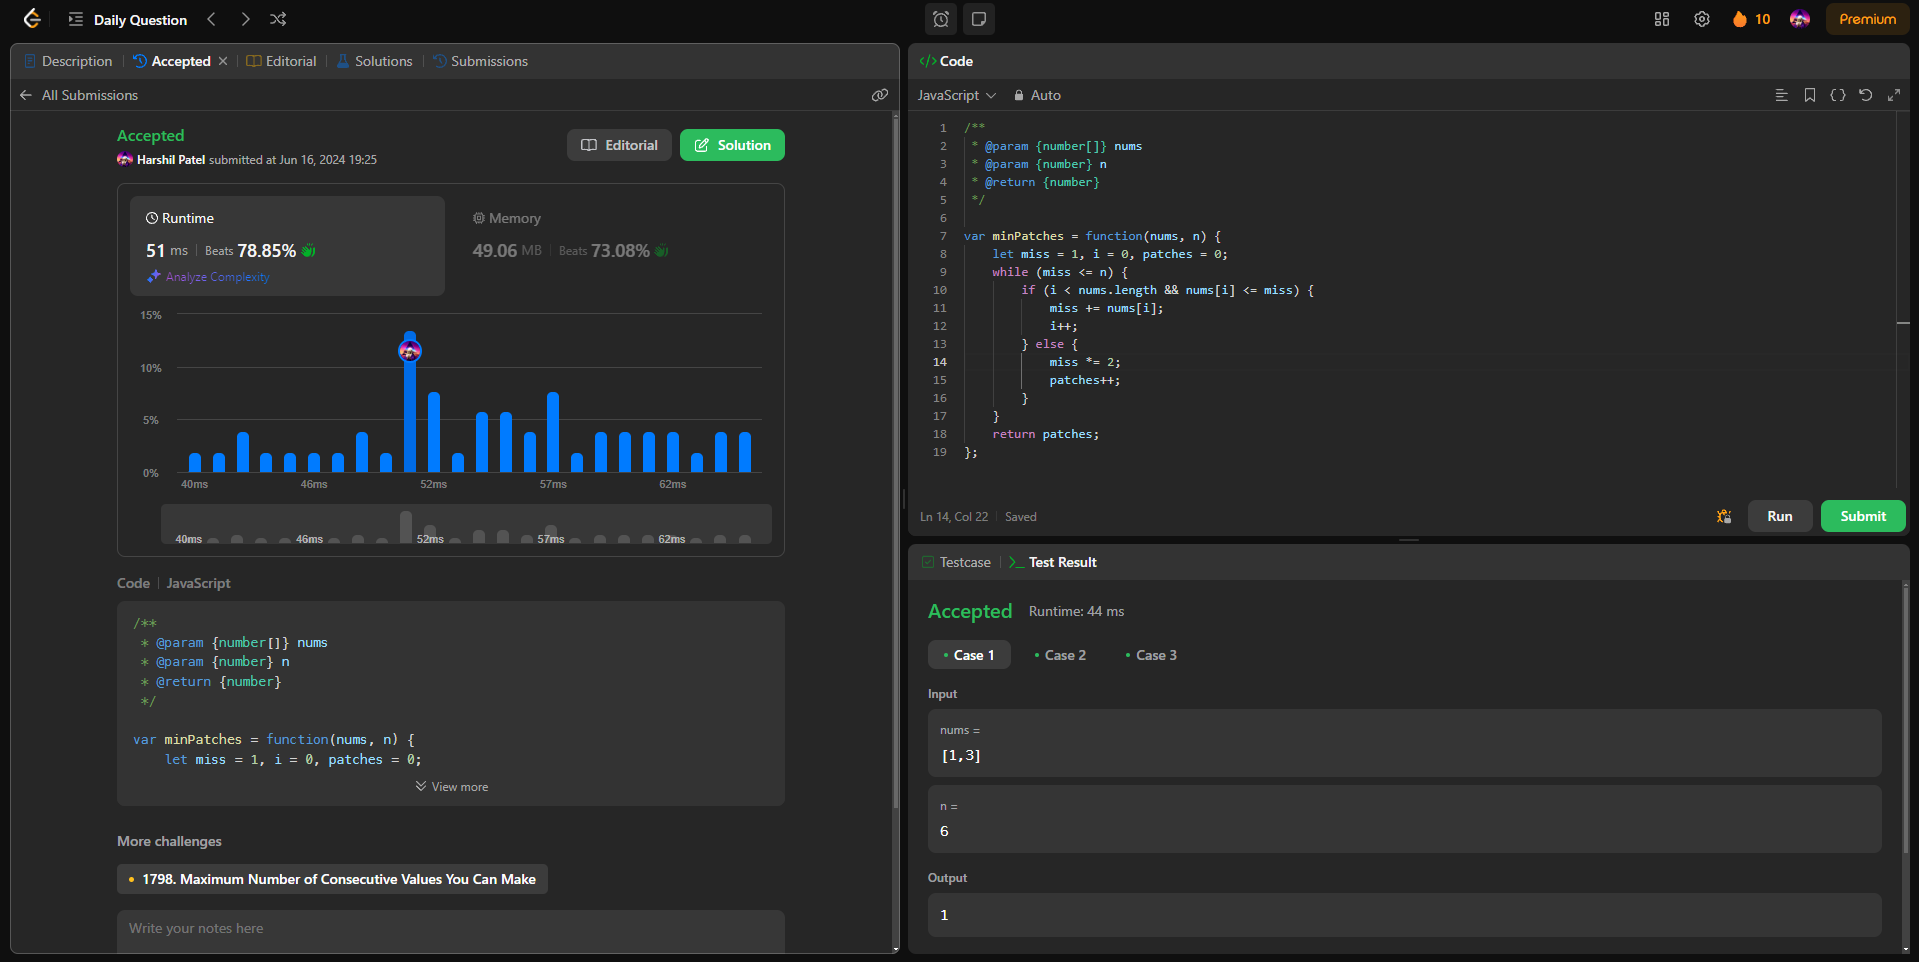 Daily Question
10
Premium
Description
Accepted
Editorial
Solutions
Submissions
All Submissions
Accepted
Harshil Patel submitted at Jun 16, 2024 19:25
Editorial
Solution
Runtime
51 ms
Beats 78.85%
Analyze Complexity
Memory
49.06 MB
Beats 73.08%
15%
10%
5%
0%
40ms 46ms 52ms 57ms 62ms
40ms 46ms 52ms 57ms 62ms
Code
JavaScript
/**
* @param {number[]} nums
* @param {number} n
* @return {number}
*/
var minPatches = function(nums, n) {
let miss = 1, i = 0, patches = 0;
View more
More challenges
1798. Maximum Number of Consecutive Values You Can Make
Write your notes here
</> Code
JavaScript
Auto
1 /**
2 * @param {number[]} nums
3 * @param {number} n
4 * @return {number}
5 */
6
7 var minPatches = function(nums, n) {
8 let miss = 1, i = 0, patches = 0;
9 while (miss <= n) {
10 if (i < nums.length && nums[i] <= miss) {
11 miss += nums[i];
12 i++;
13 } else {
14 miss *= 2;
15 patches++;
16 }
17 }
18 return patches;
19 };
Ln 14, Col 22
Saved
Run
Submit
Testcase
>_ Test Result
Accepted
Runtime: 44 ms
Case 1
Case 2
Case 3
Input
nums =
[1,3]
n =
6
Output
1